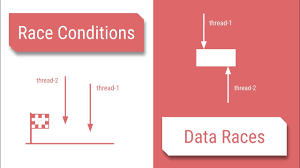 Race Conditions
thread-2
thread-1
thread-1
thread-2
Data Races